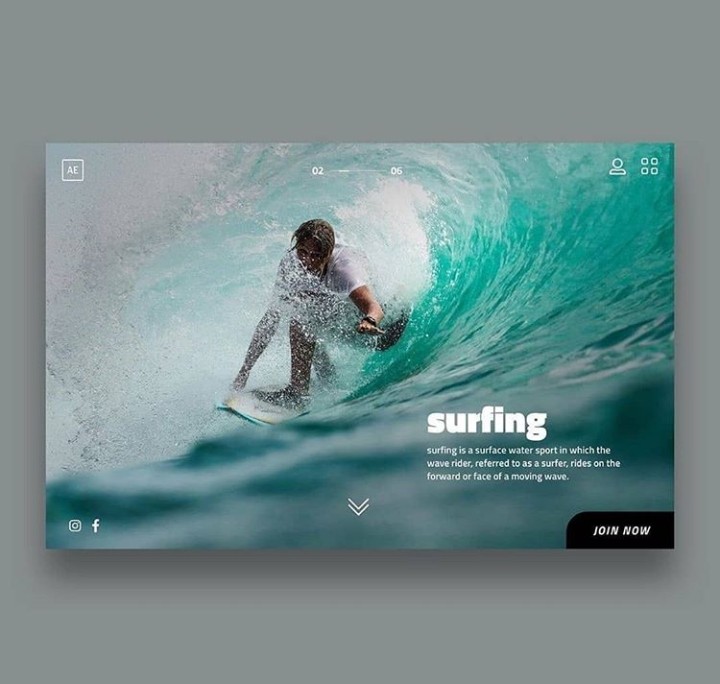 AE
02
06
surfing
surfing is a surface water sport in which the
wave rider, referred to as a surfer, rides on the
forward or face of a moving wave.
JOIN NOW